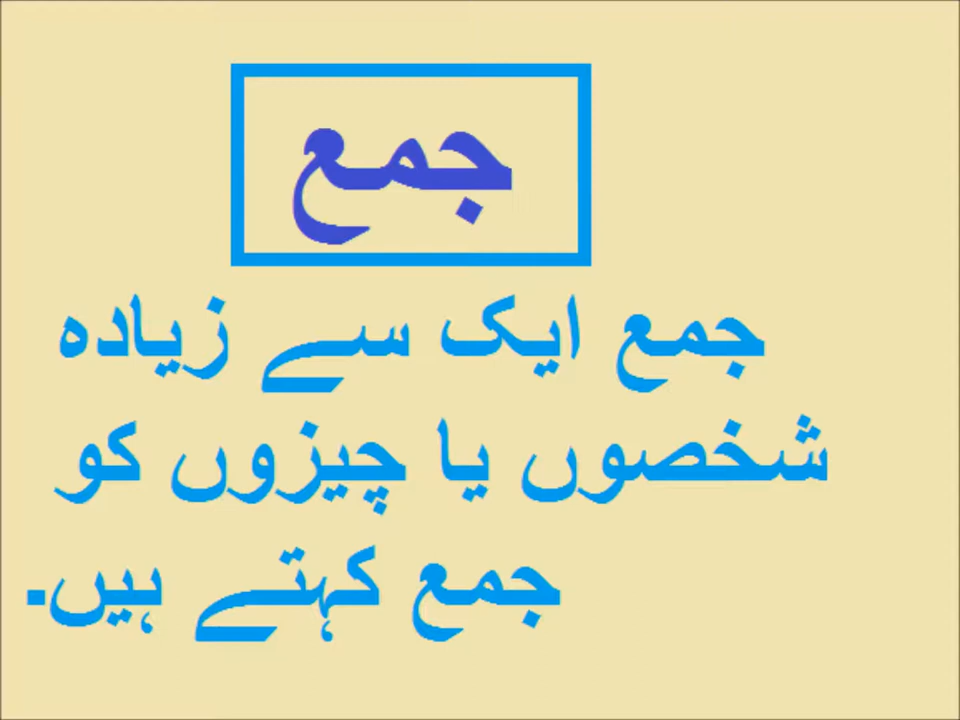 جمع
جمع ایک سے زیادہ
شخصوں یا چیزوں کو
جمع کہتے ہیں۔